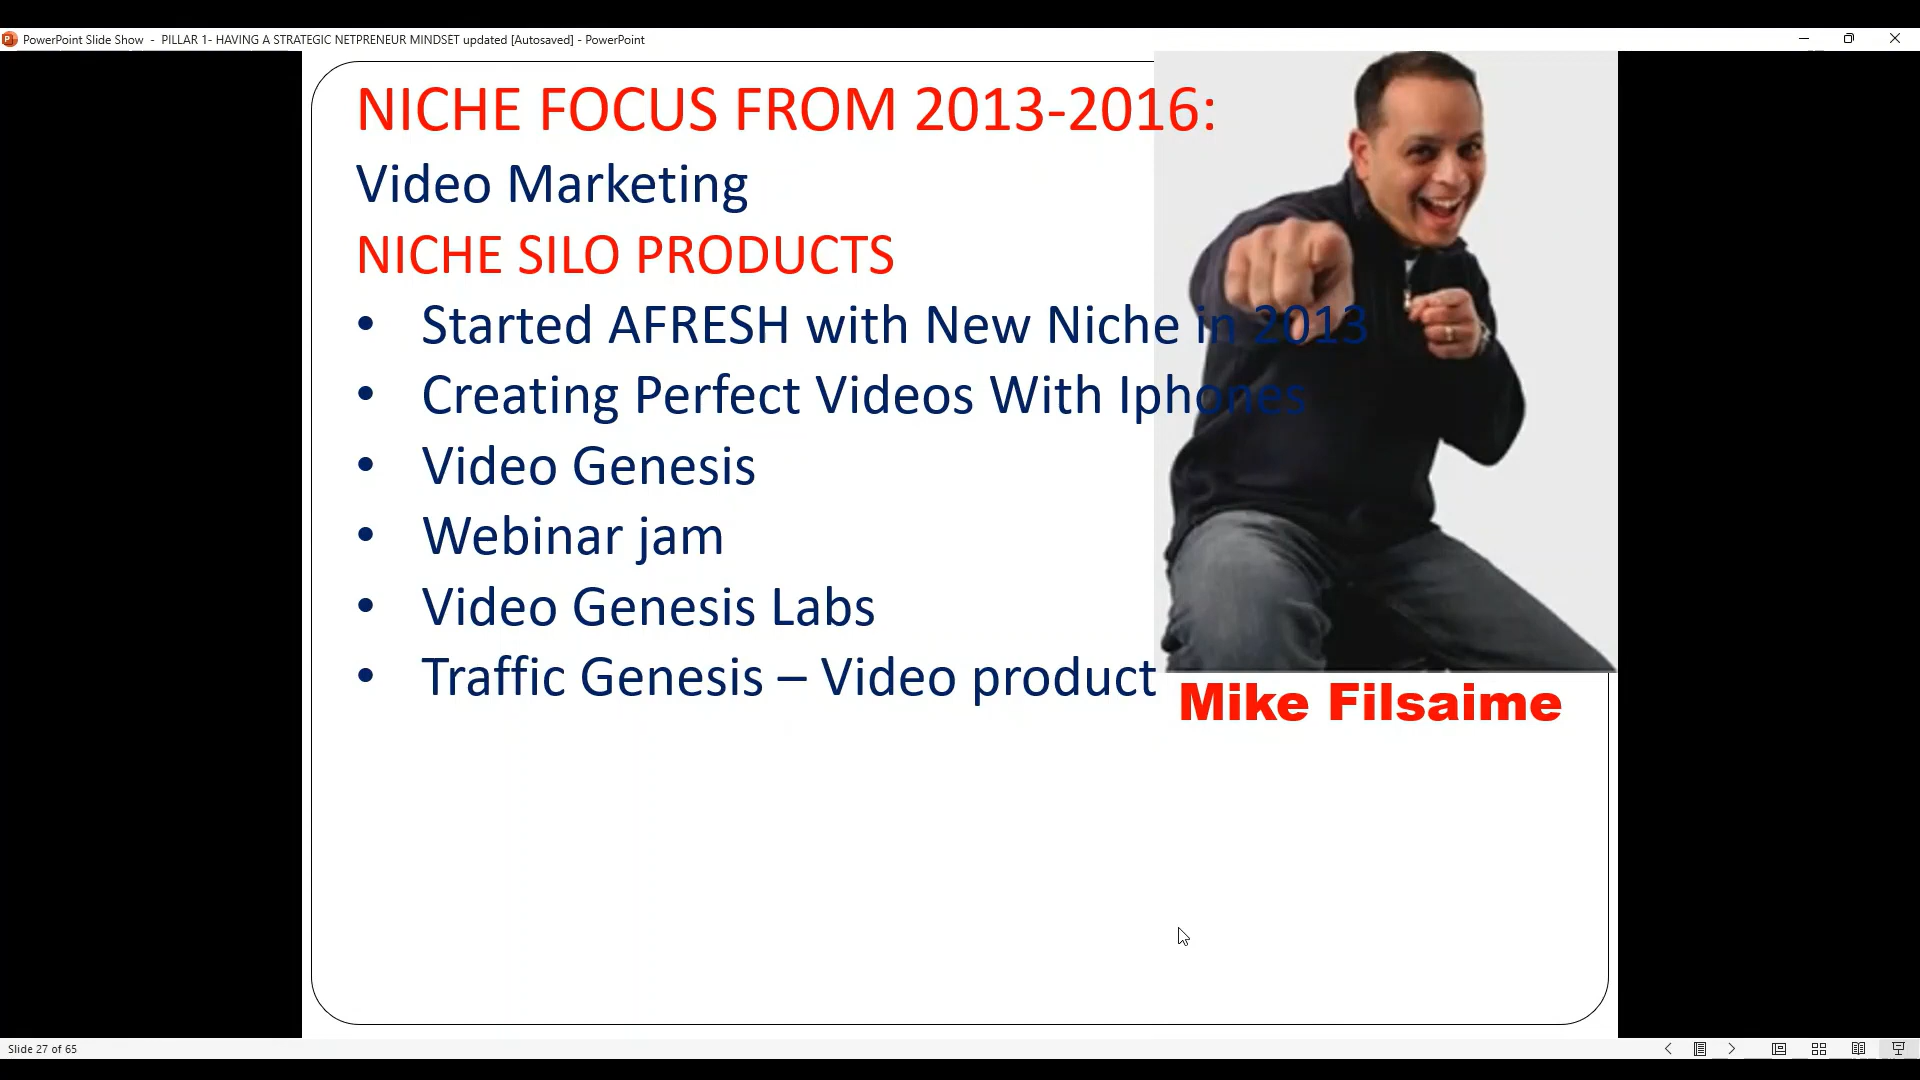 PowerPoint Slide Show - PILLAR 1- HAVING A STRATEGIC NETPRENEUR MINDSET updated [Autosaved] - PowerPoint
NICHE FOCUS FROM 2013-2016:
Video Marketing
NICHE SILO PRODUCTS
• Started AFRESH with New Niche in 2013
• Creating Perfect Videos With Iphones
• Video Genesis
• Webinar jam
• Video Genesis Labs
• Traffic Genesis – Video product
Mike Filsaime
Slide 27 of 65